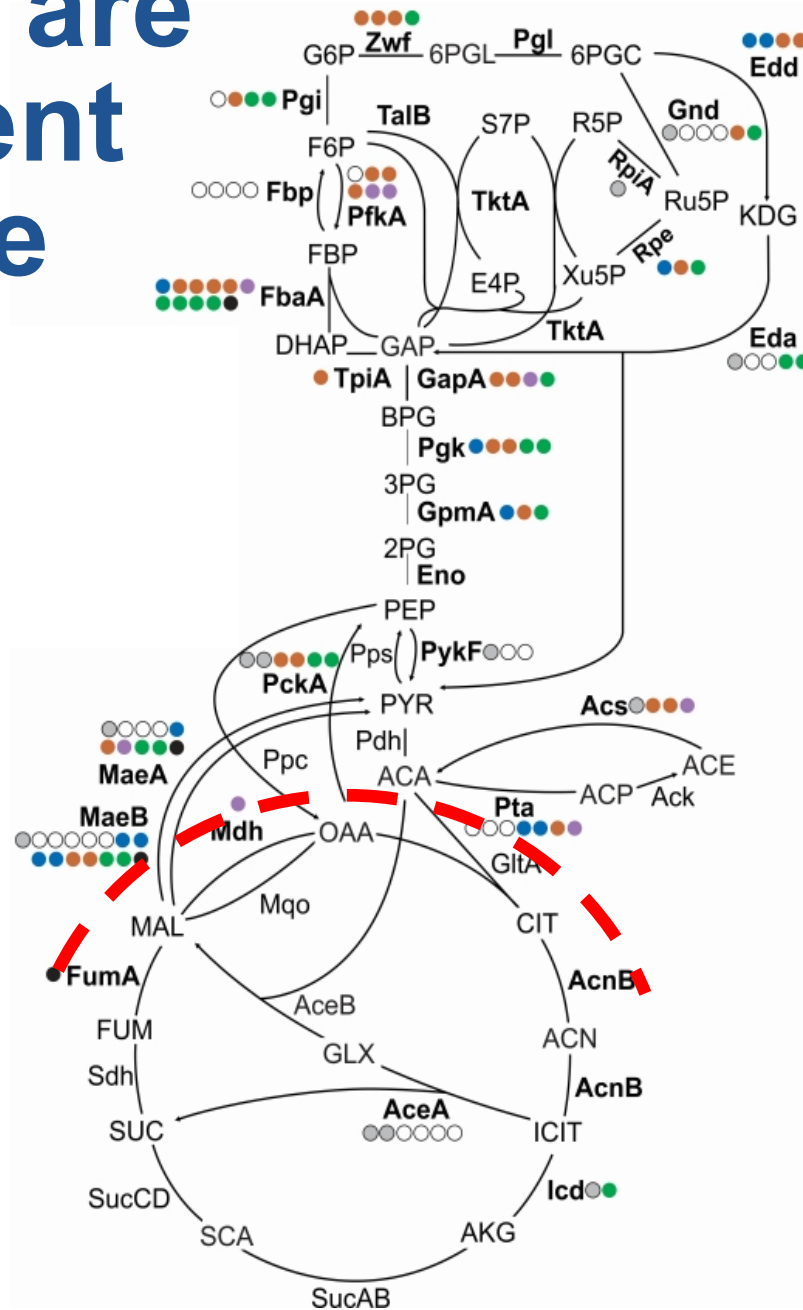 are
ent
e
Zwf
G6P
6PGL
Pgl
6PGC
Edd
Pgi
TalB
S7P
R5P
Gnd
F6P
RpiA
Fbp
PfkA
TktA
Ru5P
KDG
FBP
Rpe
E4P
Xu5P
FbaA
TktA
DHAP
GAP
Eda
TpiA
GapA
BPG
Pgk
3PG
GpmA
2PG
Eno
PEP
Pps
PykF
PckA
PYR
Acs
Pdh
Ppc
MaeA
ACA
ACE
ACP
Ack
MaeB
Mdh
OAA
Pta
GltA
Mqo
MAL
CIT
FumA
AcnB
AceB
FUM
GLX
ACN
Sdh
AcnB
AceA
SUC
ICIT
Icd
SucCD
SCA
AKG
SucAB